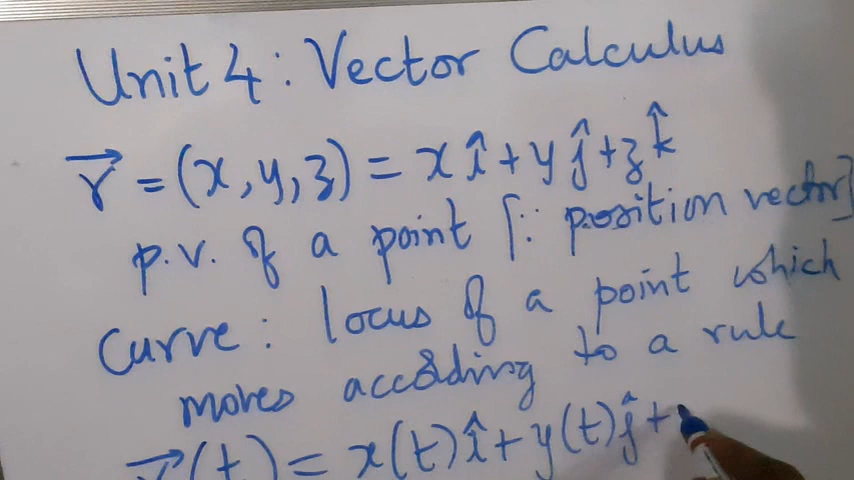 Unit 4: Vector Calculus
r⃗ = (x, y, z) = x î + y ĵ + z k̂
p.v. of a point [∵ position vector]
Curve: locus of a point which
moves according to a rule
r⃗(t) = x(t) î + y(t) ĵ +